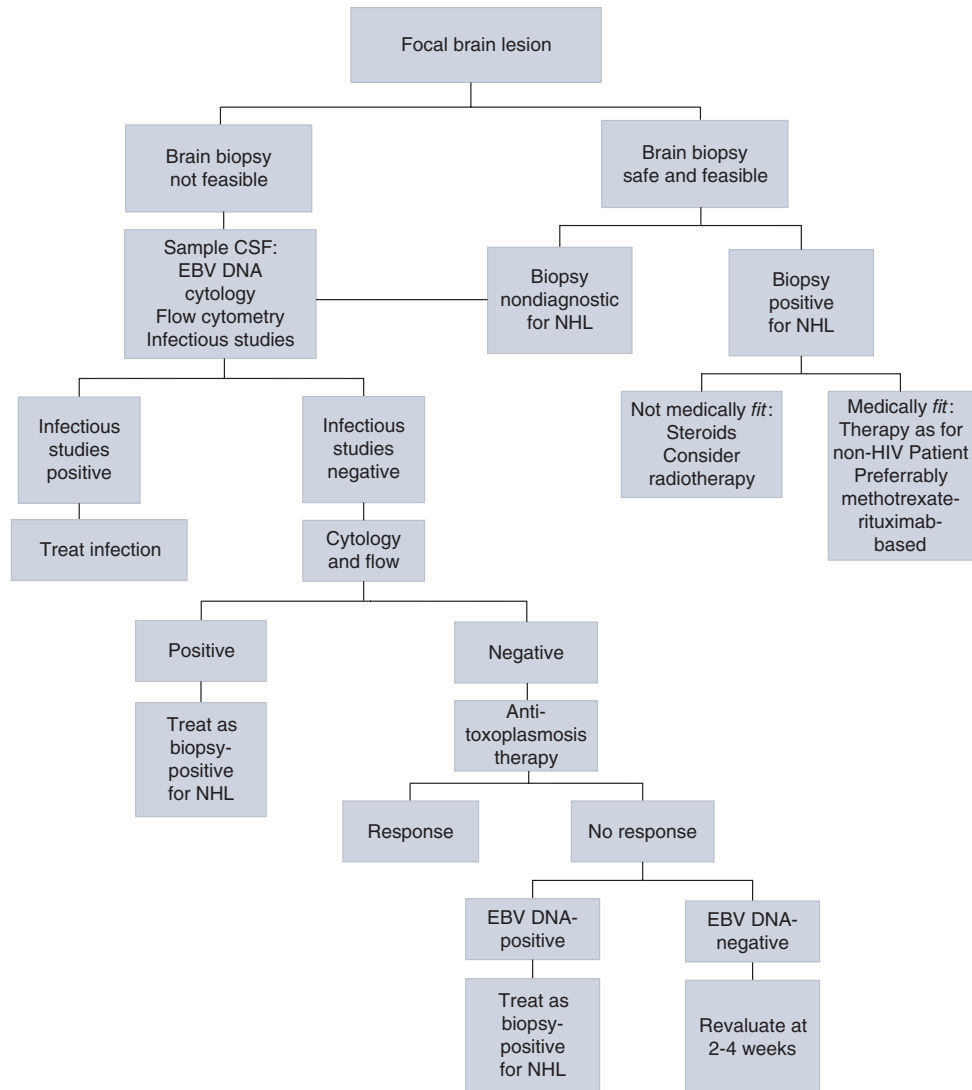 Focal brain lesion
Brain biopsy
not feasible
Brain biopsy
safe and feasible
Sample CSF:
EBV DNA
cytology
Flow cytometry
Infectious studies
Biopsy
nondiagnostic
for NHL
Biopsy
positive
for NHL
Infectious
studies
positive
Infectious
studies
negative
Not medically fit:
Steroids
Consider
radiotherapy
Medically fit:
Therapy as for
non-HIV Patient
Preferrably
methotrexate-
rituximab-
based
Treat infection
Cytology
and flow
Positive
Negative
Treat as
biopsy-
positive
for NHL
Anti-
toxoplasmosis
therapy
Response
No response
EBV DNA-
positive
EBV DNA-
negative
Treat as
biopsy-
positive
for NHL
Revaluate at
2-4 weeks